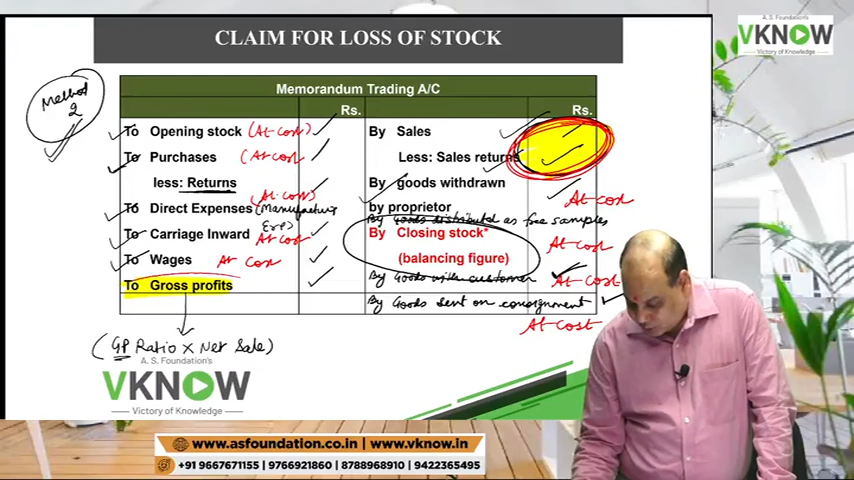 CLAIM FOR LOSS OF STOCK
A. S. Foundation's
VKNOW
Victory of Knowledge
Method
2
Memorandum Trading A/C
Rs. Rs.
To Opening stock (At cost) By Sales
To Purchases (At cost Less: Sales returns
less: Returns By goods withdrawn
(At cost) At cost
To Direct Expenses (Manufacturing by proprietor
Exp) By Goods distributed as free samples
To Carriage Inward At cost By Closing stock* At cost
To Wages At cost (balancing figure)
By Goods with customer At cost
To Gross profits
By Goods sent on consignment
At cost
(GP Ratio × Net Sale)
A. S. Foundation's
VKNOW
Victory of Knowledge
www.asfoundation.co.in | www.vknow.in
+91 9667671155 | 9766921860 | 8788968910 | 9422365495